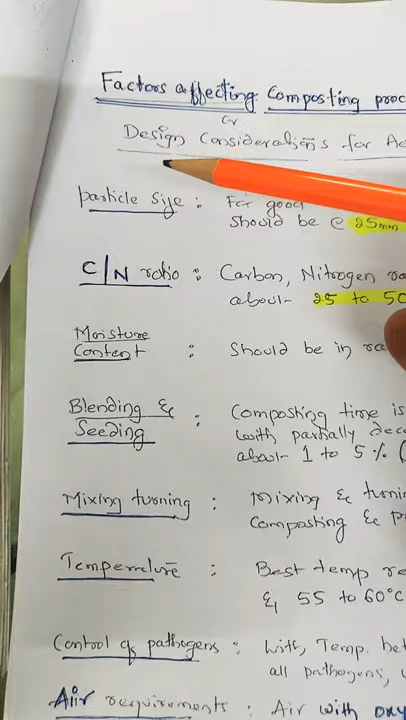 Factors affecting composting proc
or
Design Considerations for Ae
particle size : For good
should be @ 25mm
C/N ratio : Carbon, Nitrogen ra
about 25 to 50
Moisture
Content : Should be in ra
Blending &
Seeding : Composting time is
with partially dec
about 1 to 5% (
Mixing turning : Mixing & turni
composting & p
Temperature : Best temp re
& 55 to 60°C
Control of pathogens : With, Temp. bet
all pathogens,
Air requirements : Air with oxy